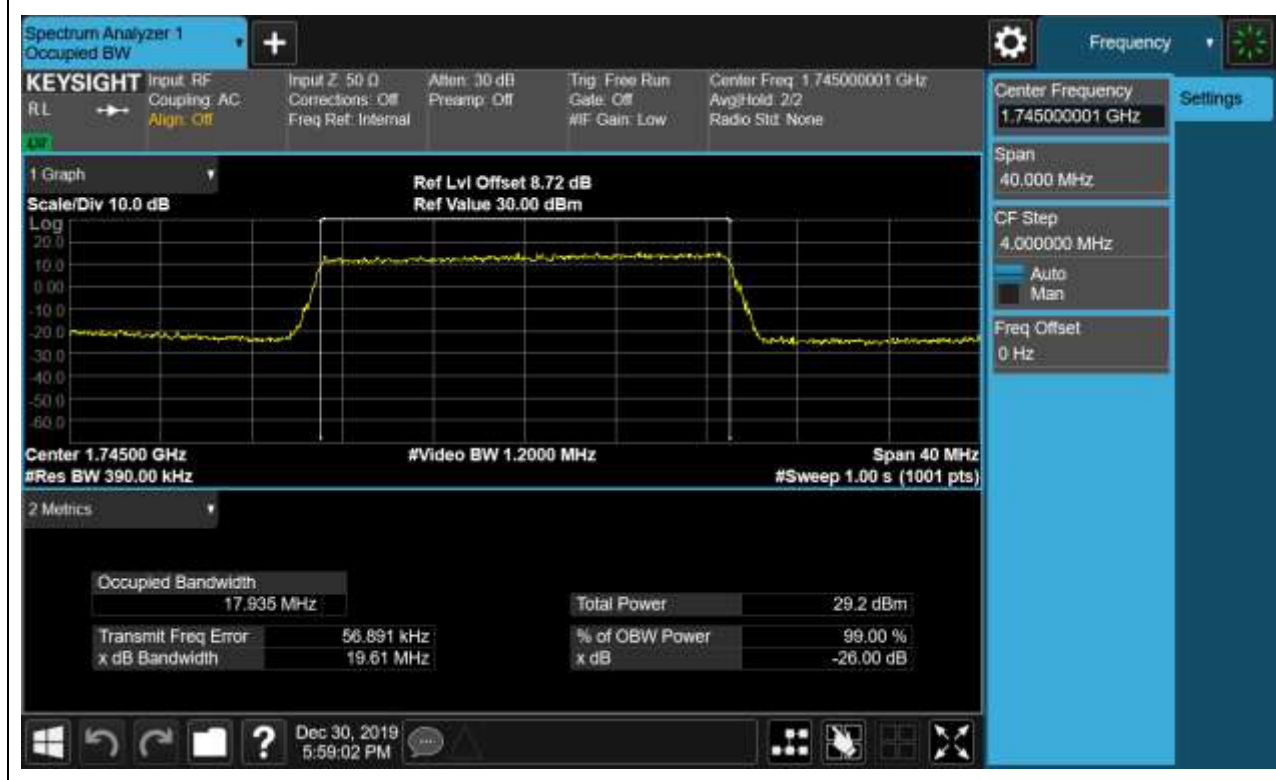 Spectrum Analyzer 1
Occupied BW
Frequency
KEYSIGHT
RL
Input: RF
Coupling: AC
Align: Off
Input Z: 50 Ω
Corrections: Off
Freq Ref: Internal
Atten: 30 dB
Preamp: Off
Trig: Free Run
Gate: Off
#IF Gain: Low
Center Freq: 1.745000001 GHz
Avg|Hold: 2/2
Radio Std: None
Center Frequency
1.745000001 GHz
Settings
Span
40.000 MHz
CF Step
4.000000 MHz
Auto
Man
Freq Offset
0 Hz
1 Graph
Scale/Div 10.0 dB
Ref Lvl Offset 8.72 dB
Ref Value 30.00 dBm
Log
20.0
10.0
0.00
-10.0
-20.0
-30.0
-40.0
-50.0
-60.0
Center 1.74500 GHz
#Video BW 1.2000 MHz
Span 40 MHz
#Res BW 390.00 kHz
#Sweep 1.00 s (1001 pts)
2 Metrics
Occupied Bandwidth
17.935 MHz
Total Power 29.2 dBm
Transmit Freq Error 56.891 kHz
% of OBW Power 99.00 %
x dB Bandwidth 19.61 MHz
x dB -26.00 dB
Dec 30, 2019
5:59:02 PM